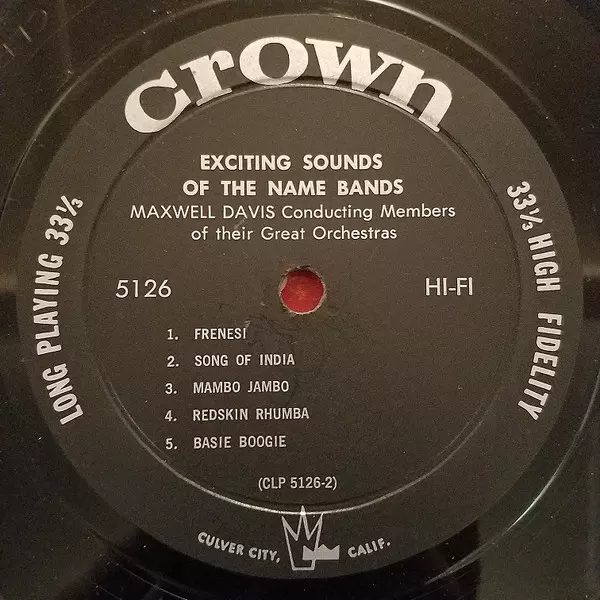 crown
EXCITING SOUNDS
OF THE NAME BANDS
MAXWELL DAVIS Conducting Members
of their Great Orchestras
LONG PLAYING 33⅓
33⅓ HIGH FIDELITY
5126
HI-FI
1. FRENESI
2. SONG OF INDIA
3. MAMBO JAMBO
4. REDSKIN RHUMBA
5. BASIE BOOGIE
(CLP 5126-2)
CULVER CITY, CALIF.